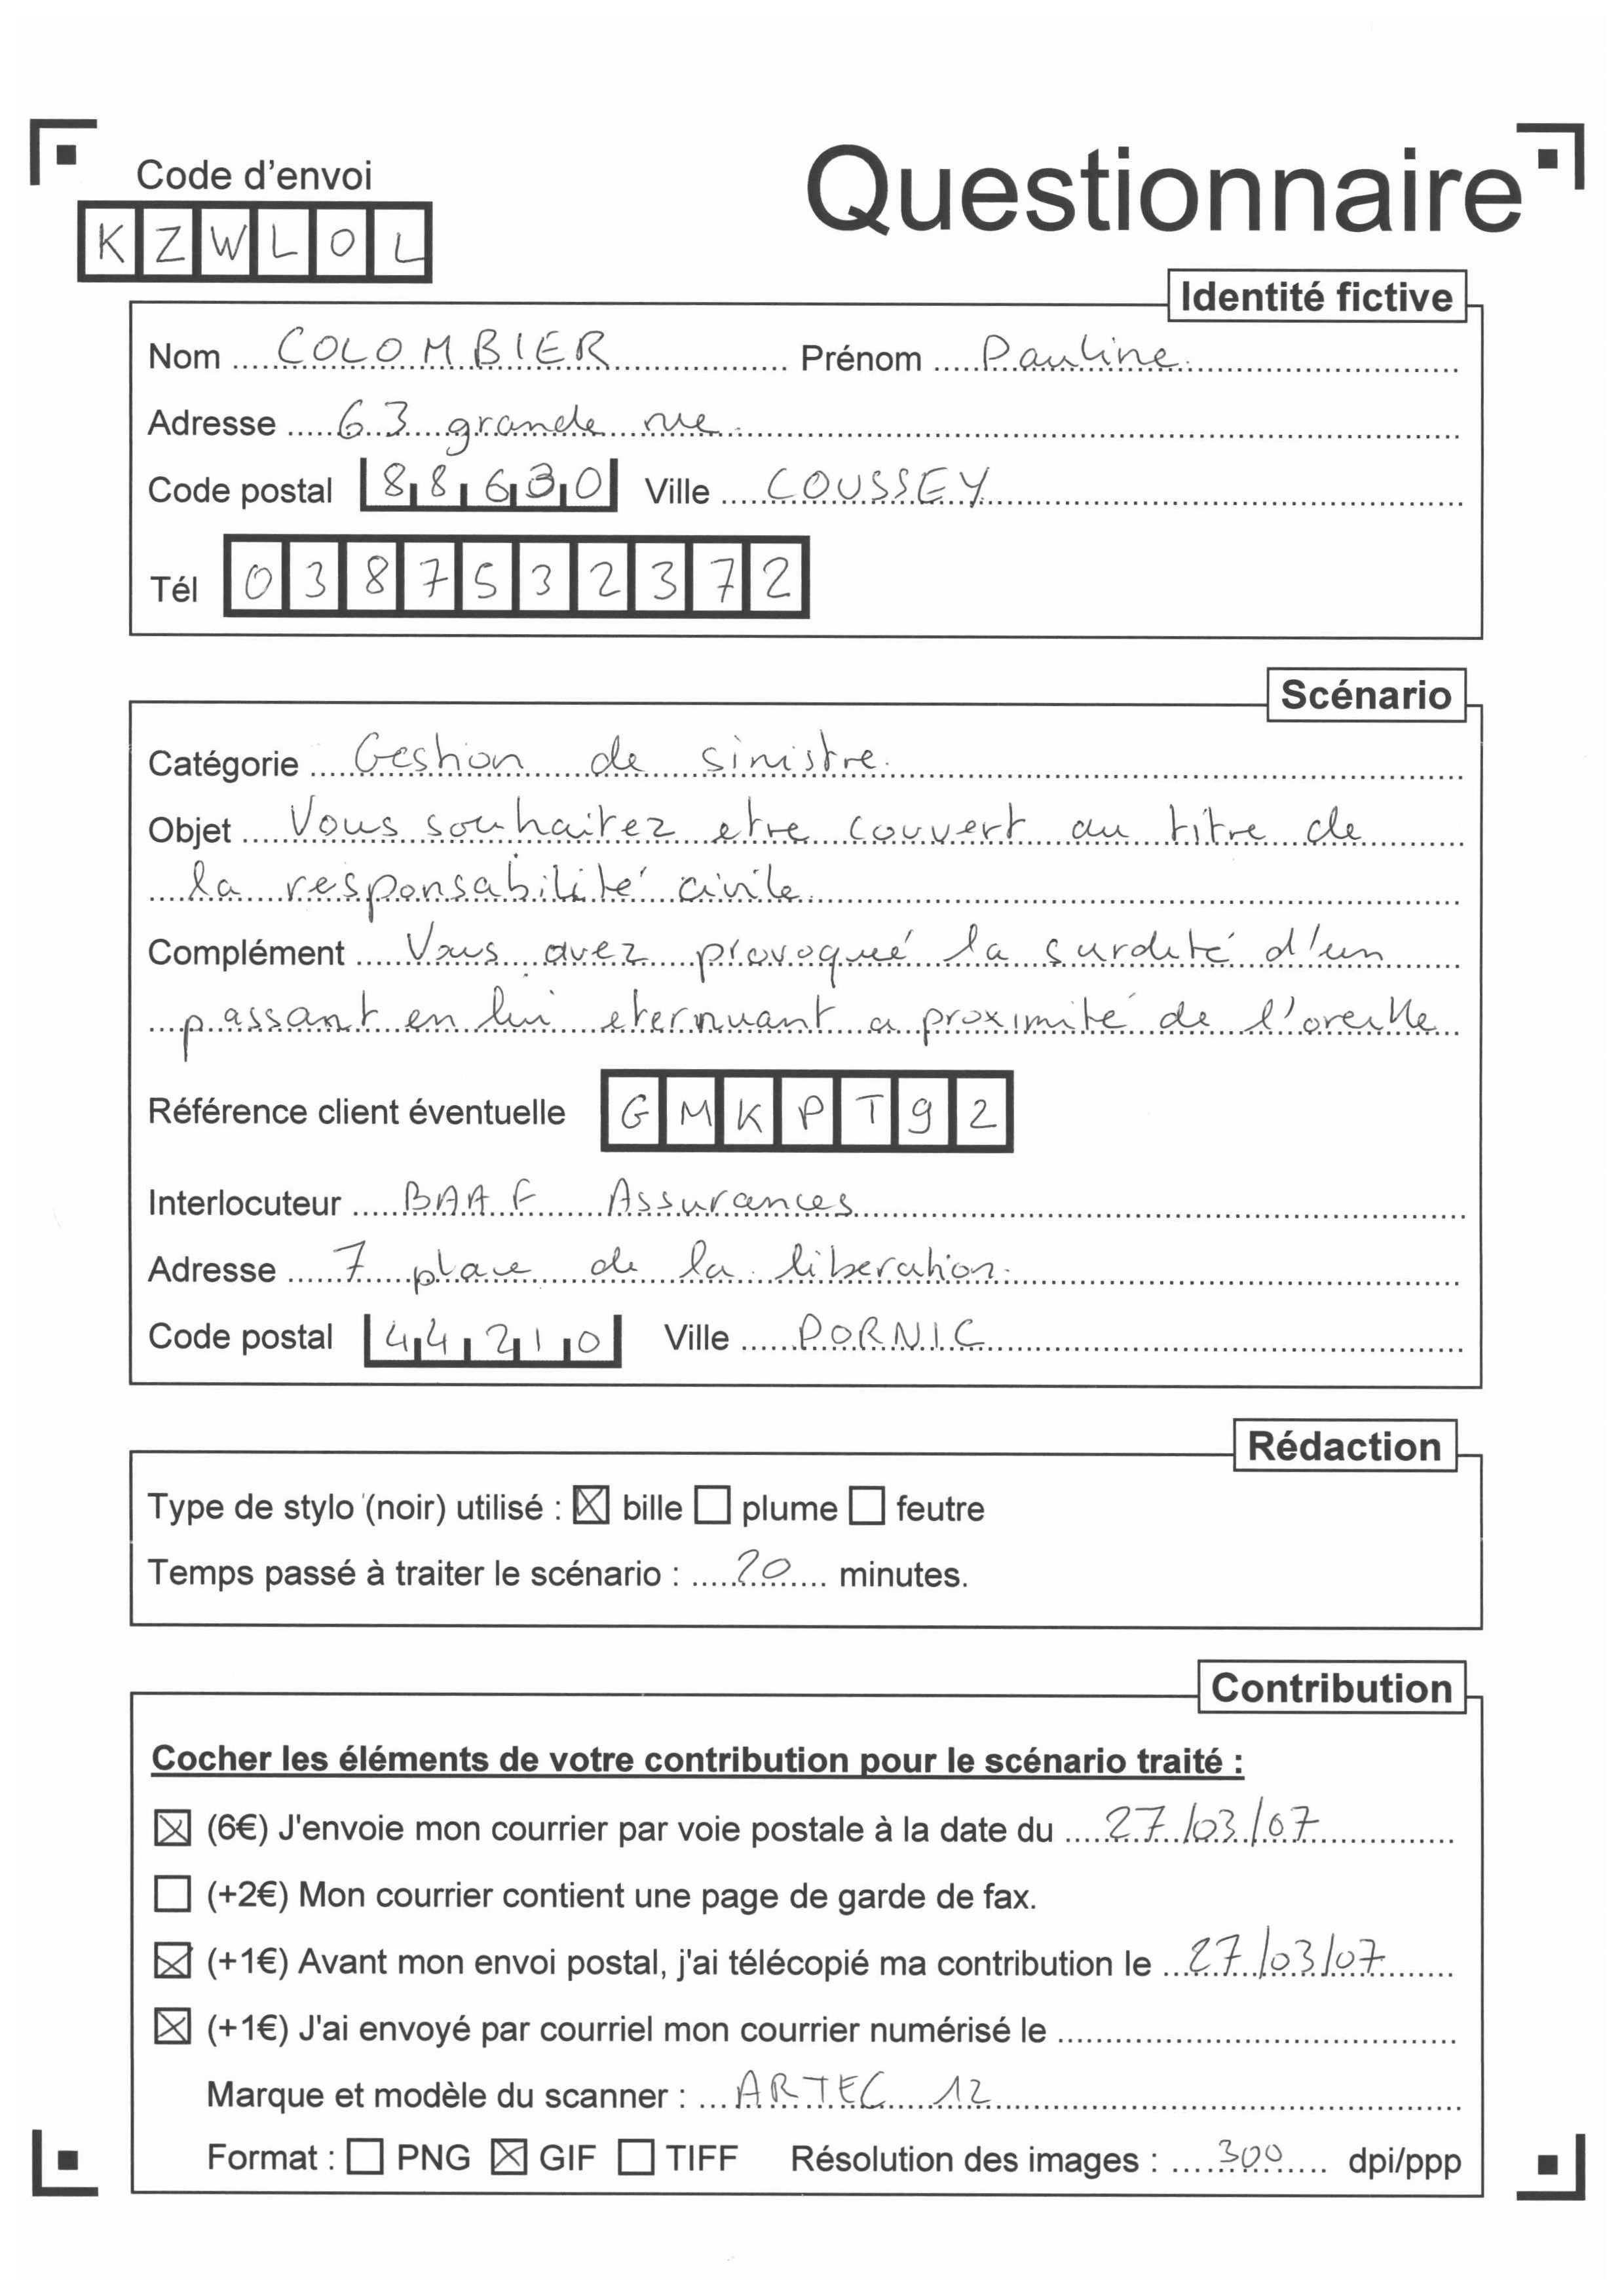 Code d'envoi
KZWLOL
Questionnaire
Identité fictive
Nom COLOMBIER Prénom Pauline
Adresse 63 grande rue
Code postal 88630 Ville COUSSEY
Tél 0387532372
Scénario
Catégorie Gestion de sinistre
Objet Vous souhaitez etre couvert au titre de
la responsabilité civile
Complément Vous avez provoqué la surdité d'un
passant en lui eternuant a proximité de l'oreille
Référence client éventuelle GMKPT92
Interlocuteur BAAF Assurances
Adresse 7 place de la liberation
Code postal 44210 Ville PORNIC
Rédaction
Type de stylo (noir) utilisé : ☒ bille ☐ plume ☐ feutre
Temps passé à traiter le scénario : 20 minutes.
Contribution
Cocher les éléments de votre contribution pour le scénario traité :
☒ (6€) J'envoie mon courrier par voie postale à la date du 27/03/07
☐ (+2€) Mon courrier contient une page de garde de fax.
☒ (+1€) Avant mon envoi postal, j'ai télécopié ma contribution le 27/03/07
☒ (+1€) J'ai envoyé par courriel mon courrier numérisé le
Marque et modèle du scanner : ARTEC 12
Format : ☐ PNG ☒ GIF ☐ TIFF Résolution des images : 300 dpi/ppp